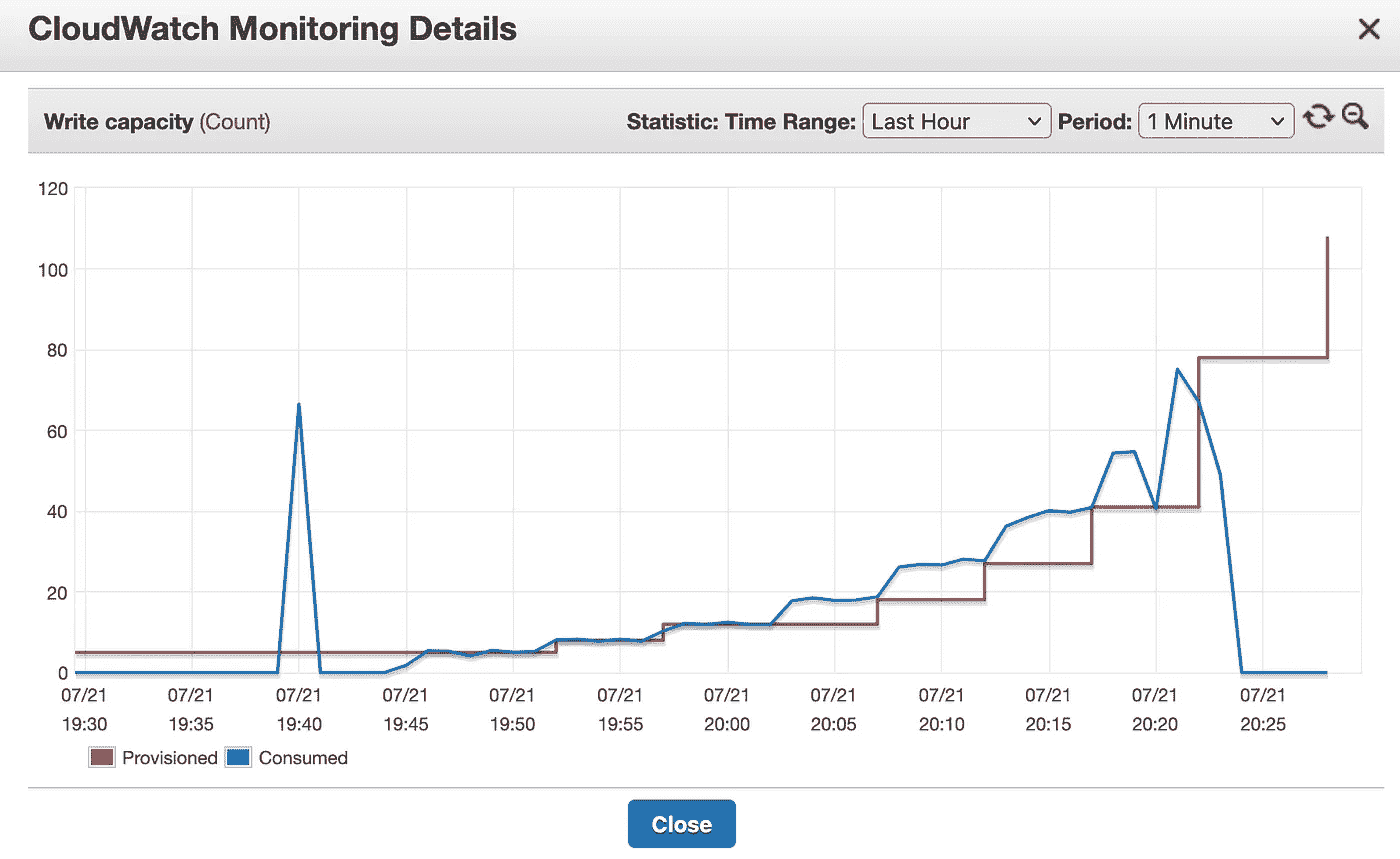 CloudWatch Monitoring Details
Write capacity (Count) Statistic: Time Range: Last Hour Period: 1 Minute
120
100
80
60
40
20
0
07/21 07/21 07/21 07/21 07/21 07/21 07/21 07/21 07/21 07/21 07/21 07/21
19:30 19:35 19:40 19:45 19:50 19:55 20:00 20:05 20:10 20:15 20:20 20:25
Provisioned Consumed
Close